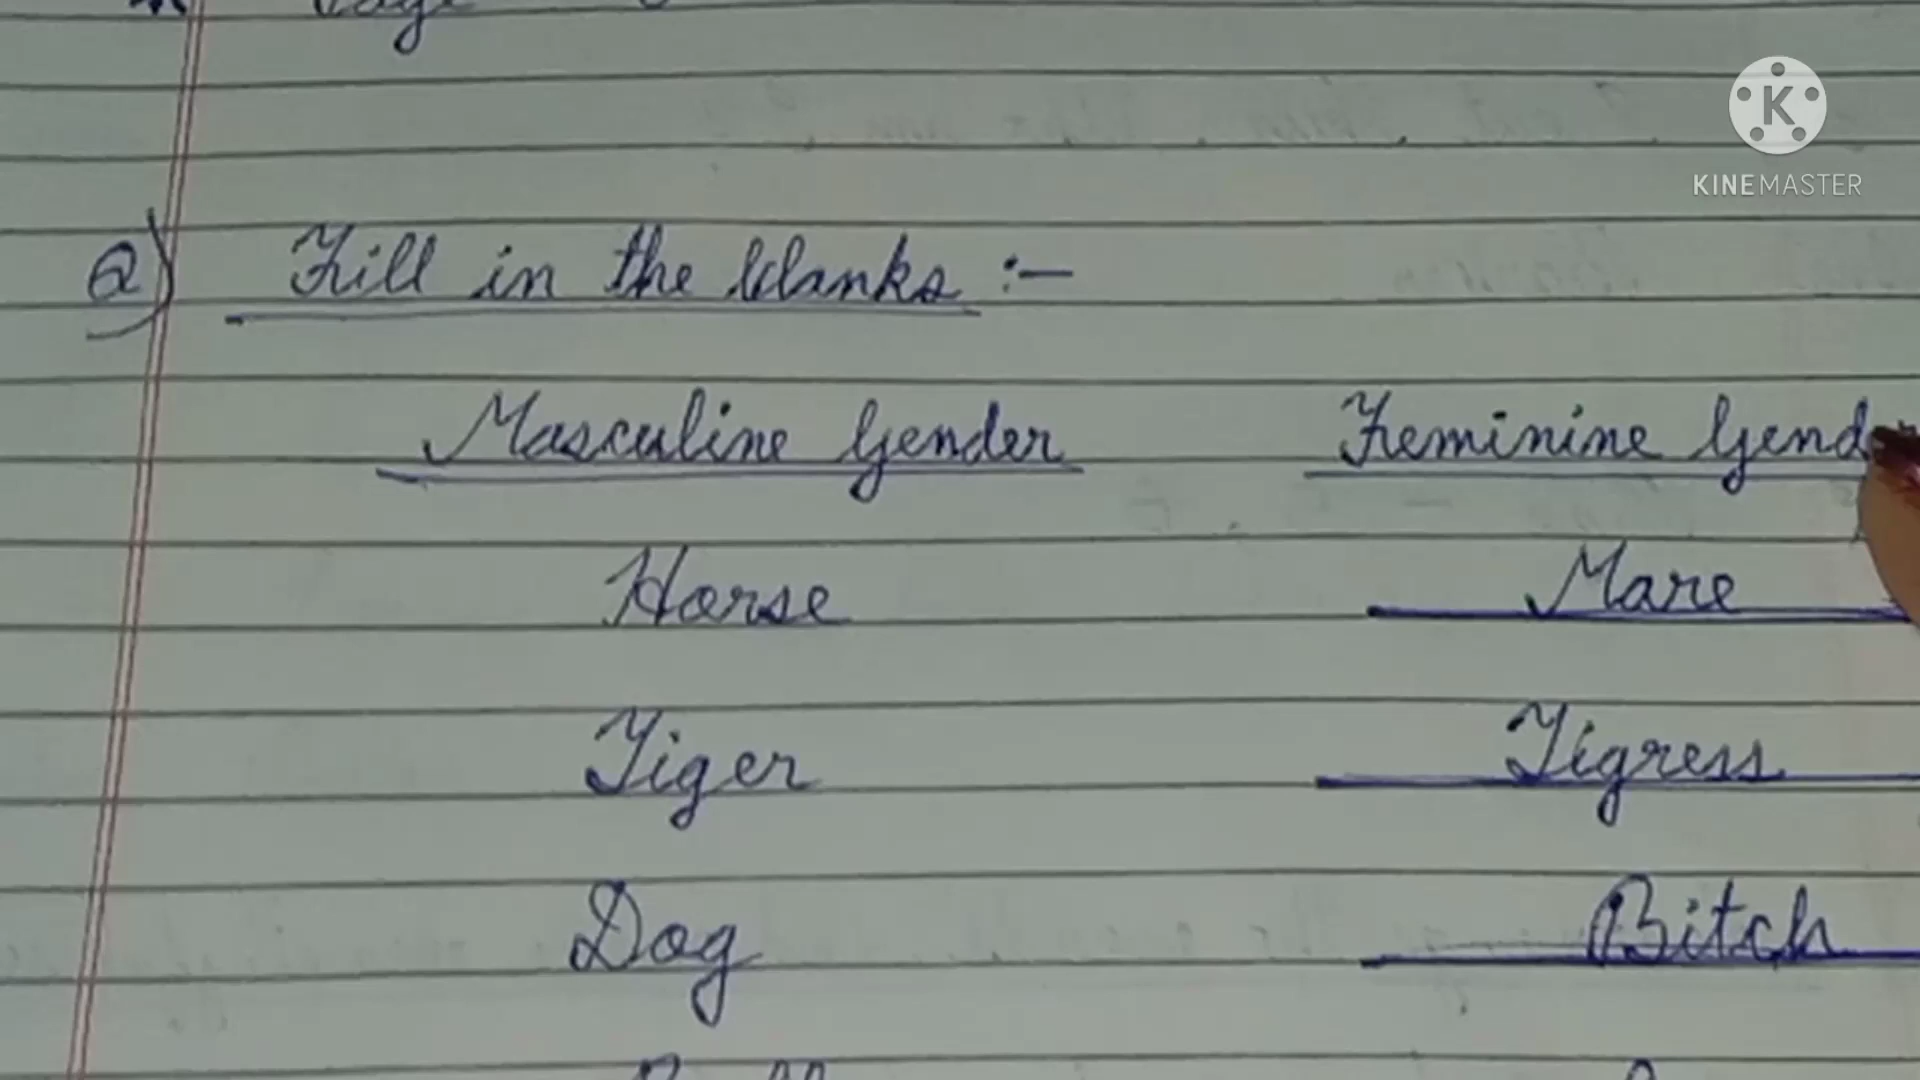 Q) Fill in the blanks :-
Masculine Gender Feminine Gend
Horse Mare
Tiger Tigress
Dog Bitch
KINEMASTER